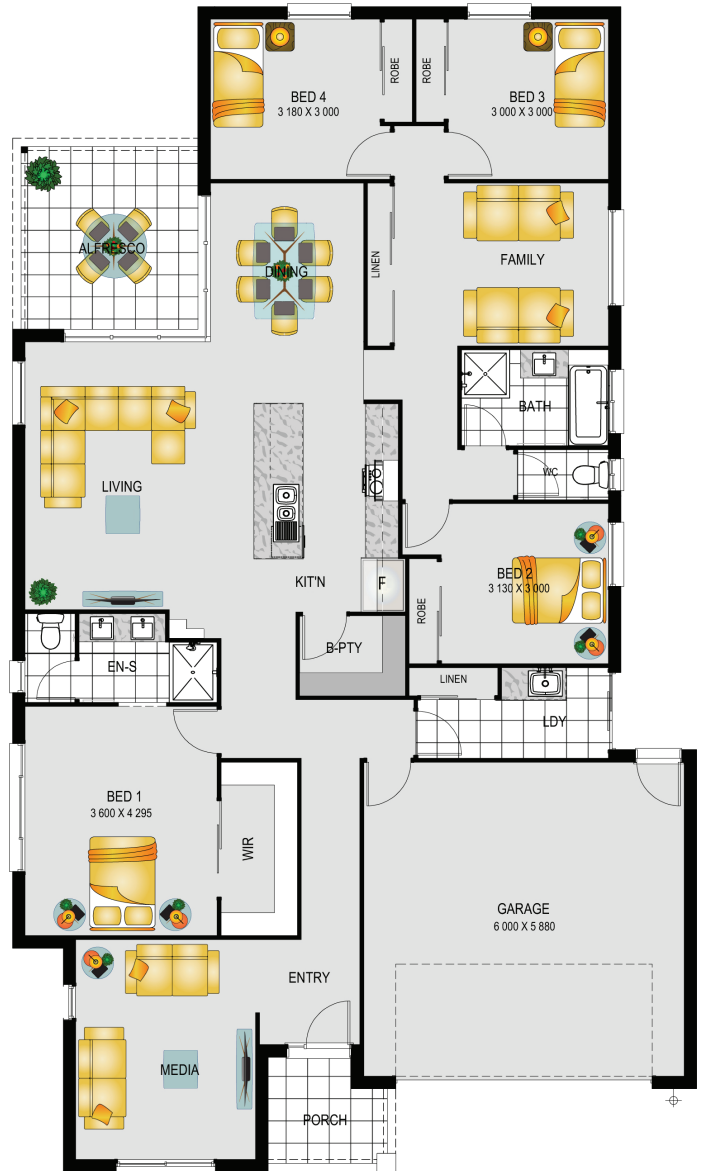 ROBE
ROBE
BED 4
3 180 X 3 000
BED 3
3 000 X 3 000
ALFRESCO
DINING
LINEN
FAMILY
BATH
WC
LIVING
KIT'N
F
BED 2
3 130 X 3 000
ROBE
B-PTY
EN-S
LINEN
LDY
BED 1
3 600 X 4 295
WIR
GARAGE
6 000 X 5 880
ENTRY
MEDIA
PORCH